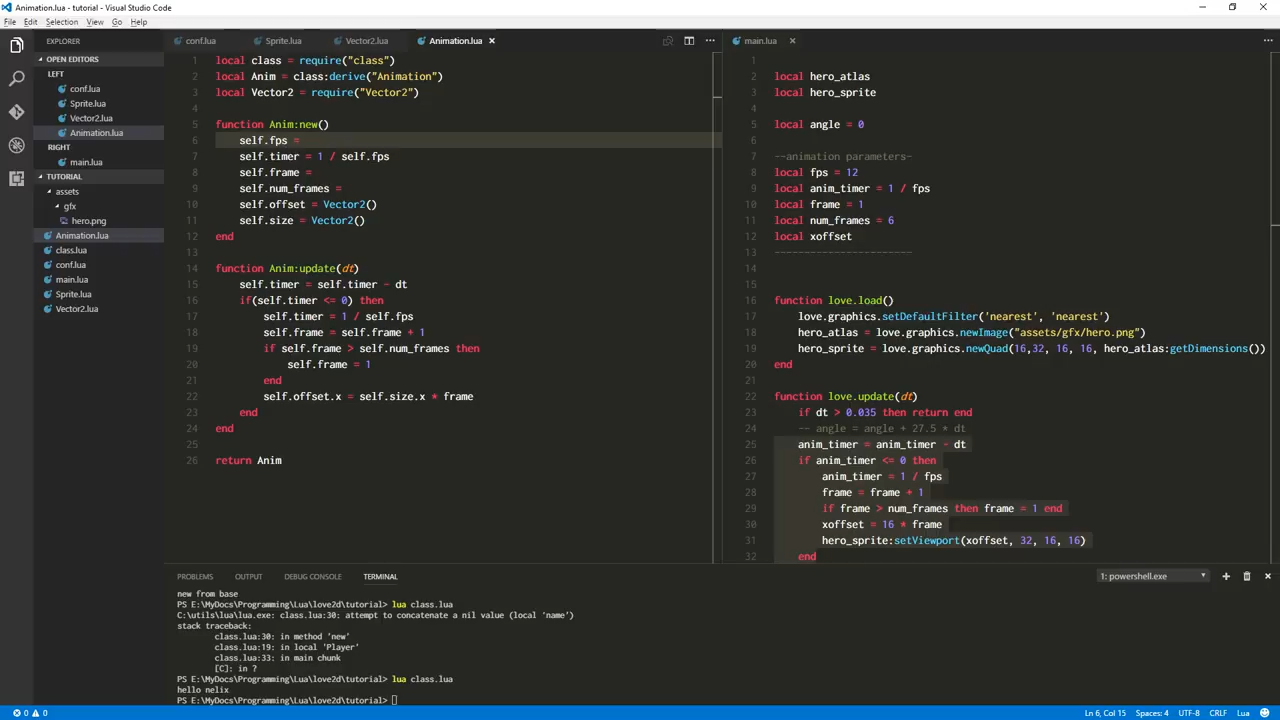 Animation.lua - tutorial - Visual Studio Code
File Edit Selection View Go Help
EXPLORER
OPEN EDITORS
LEFT
conf.lua
Sprite.lua
Vector2.lua
Animation.lua
RIGHT
main.lua
TUTORIAL
assets
gfx
hero.png
Animation.lua
class.lua
conf.lua
main.lua
Sprite.lua
Vector2.lua
conf.lua Sprite.lua Vector2.lua Animation.lua
1 local class = require("class")
2 local Anim = class:derive("Animation")
3 local Vector2 = require("Vector2")
4
5 function Anim:new()
6 self.fps =
7 self.timer = 1 / self.fps
8 self.frame =
9 self.num_frames =
10 self.offset = Vector2()
11 self.size = Vector2()
12 end
13
14 function Anim:update(dt)
15 self.timer = self.timer - dt
16 if(self.timer <= 0) then
17 self.timer = 1 / self.fps
18 self.frame = self.frame + 1
19 if self.frame > self.num_frames then
20 self.frame = 1
21 end
22 self.offset.x = self.size.x * frame
23 end
24 end
25
26 return Anim
main.lua
1
2 local hero_atlas
3 local hero_sprite
4
5 local angle = 0
6
7 --animation parameters-
8 local fps = 12
9 local anim_timer = 1 / fps
10 local frame = 1
11 local num_frames = 6
12 local xoffset
13 -----------------------
14
15
16 function love.load()
17 love.graphics.setDefaultFilter('nearest', 'nearest')
18 hero_atlas = love.graphics.newImage("assets/gfx/hero.png")
19 hero_sprite = love.graphics.newQuad(16,32, 16, 16, hero_atlas:getDimensions())
20 end
21
22 function love.update(dt)
23 if dt > 0.035 then return end
24 -- angle = angle + 27.5 * dt
25 anim_timer = anim_timer - dt
26 if anim_timer <= 0 then
27 anim_timer = 1 / fps
28 frame = frame + 1
29 if frame > num_frames then frame = 1 end
30 xoffset = 16 * frame
31 hero_sprite:setViewport(xoffset, 32, 16, 16)
32 end
PROBLEMS OUTPUT DEBUG CONSOLE TERMINAL
1: powershell.exe
new from base
PS E:\MyDocs\Programming\Lua\love2d\tutorial> lua class.lua
C:\utils\lua\lua.exe: class.lua:30: attempt to concatenate a nil value (local 'name')
stack traceback:
class.lua:30: in method 'new'
class.lua:19: in local 'Player'
class.lua:33: in main chunk
[C]: in ?
PS E:\MyDocs\Programming\Lua\love2d\tutorial> lua class.lua
hello nelix
PS E:\MyDocs\Programming\Lua\love2d\tutorial>
0 0
Ln 6, Col 15 Spaces: 4 UTF-8 CRLF Lua